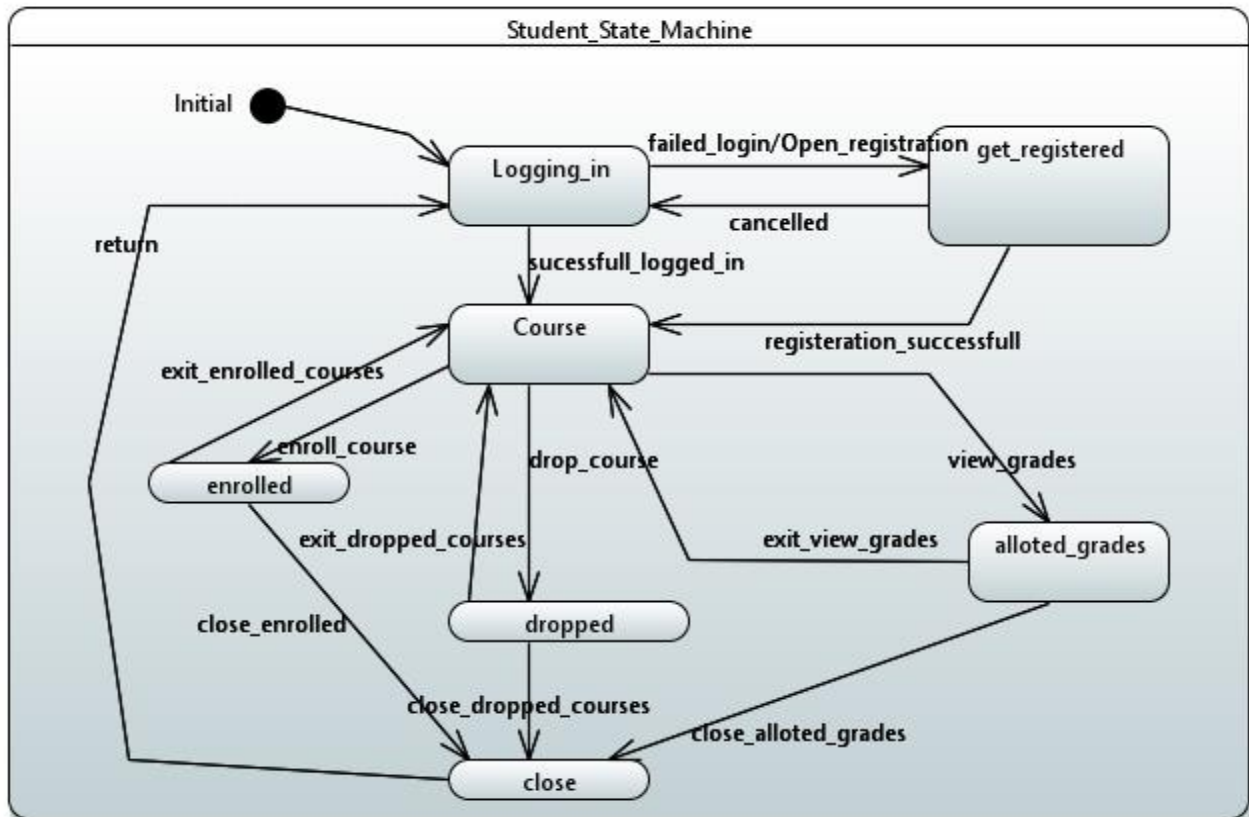 Student_State_Machine
Initial
failed_login/Open_registration
get_registered
Logging_in
cancelled
return
sucessfull_logged_in
Course
registeration_successfull
exit_enrolled_courses
enroll_course
drop_course
view_grades
enrolled
exit_dropped_courses
exit_view_grades
alloted_grades
close_enrolled
dropped
close_dropped_courses
close_alloted_grades
close